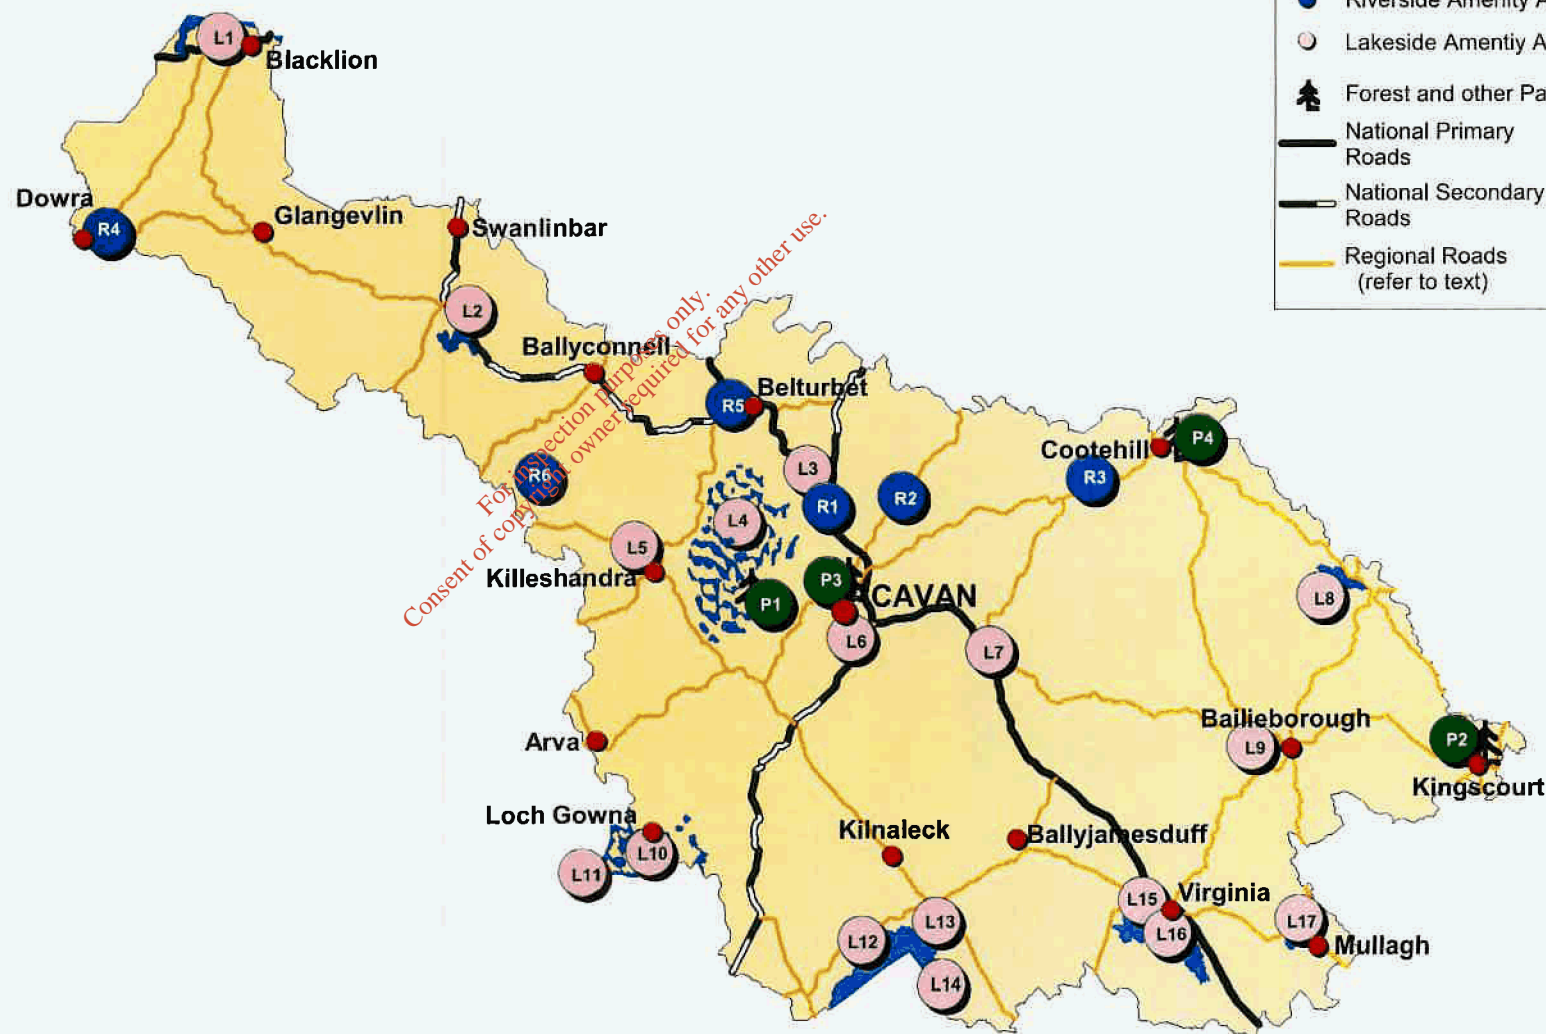 Riverside Amenity A
Lakeside Amentiy A
Forest and other Pa
National Primary
Roads
National Secondary
Roads
Regional Roads
(refer to text)
L1
Blacklion
Dowra
R4
Glangevlin
Swanlinbar
L2
Ballyconnell
R5
Belturbet
Cootehill
P4
L3
R6
R1
R2
R3
L4
L5
Killeshandra
P1
P3
CAVAN
L6
L7
L8
Arva
Bailieborough
L9
P2
Kingscourt
Loch Gowna
L10
L11
Kilnaleck
Ballyjamesduff
L15
Virginia
L16
L12
L13
L14
L17
Mullagh
For inspection purposes only.
Consent of copyright owner required for any other use.